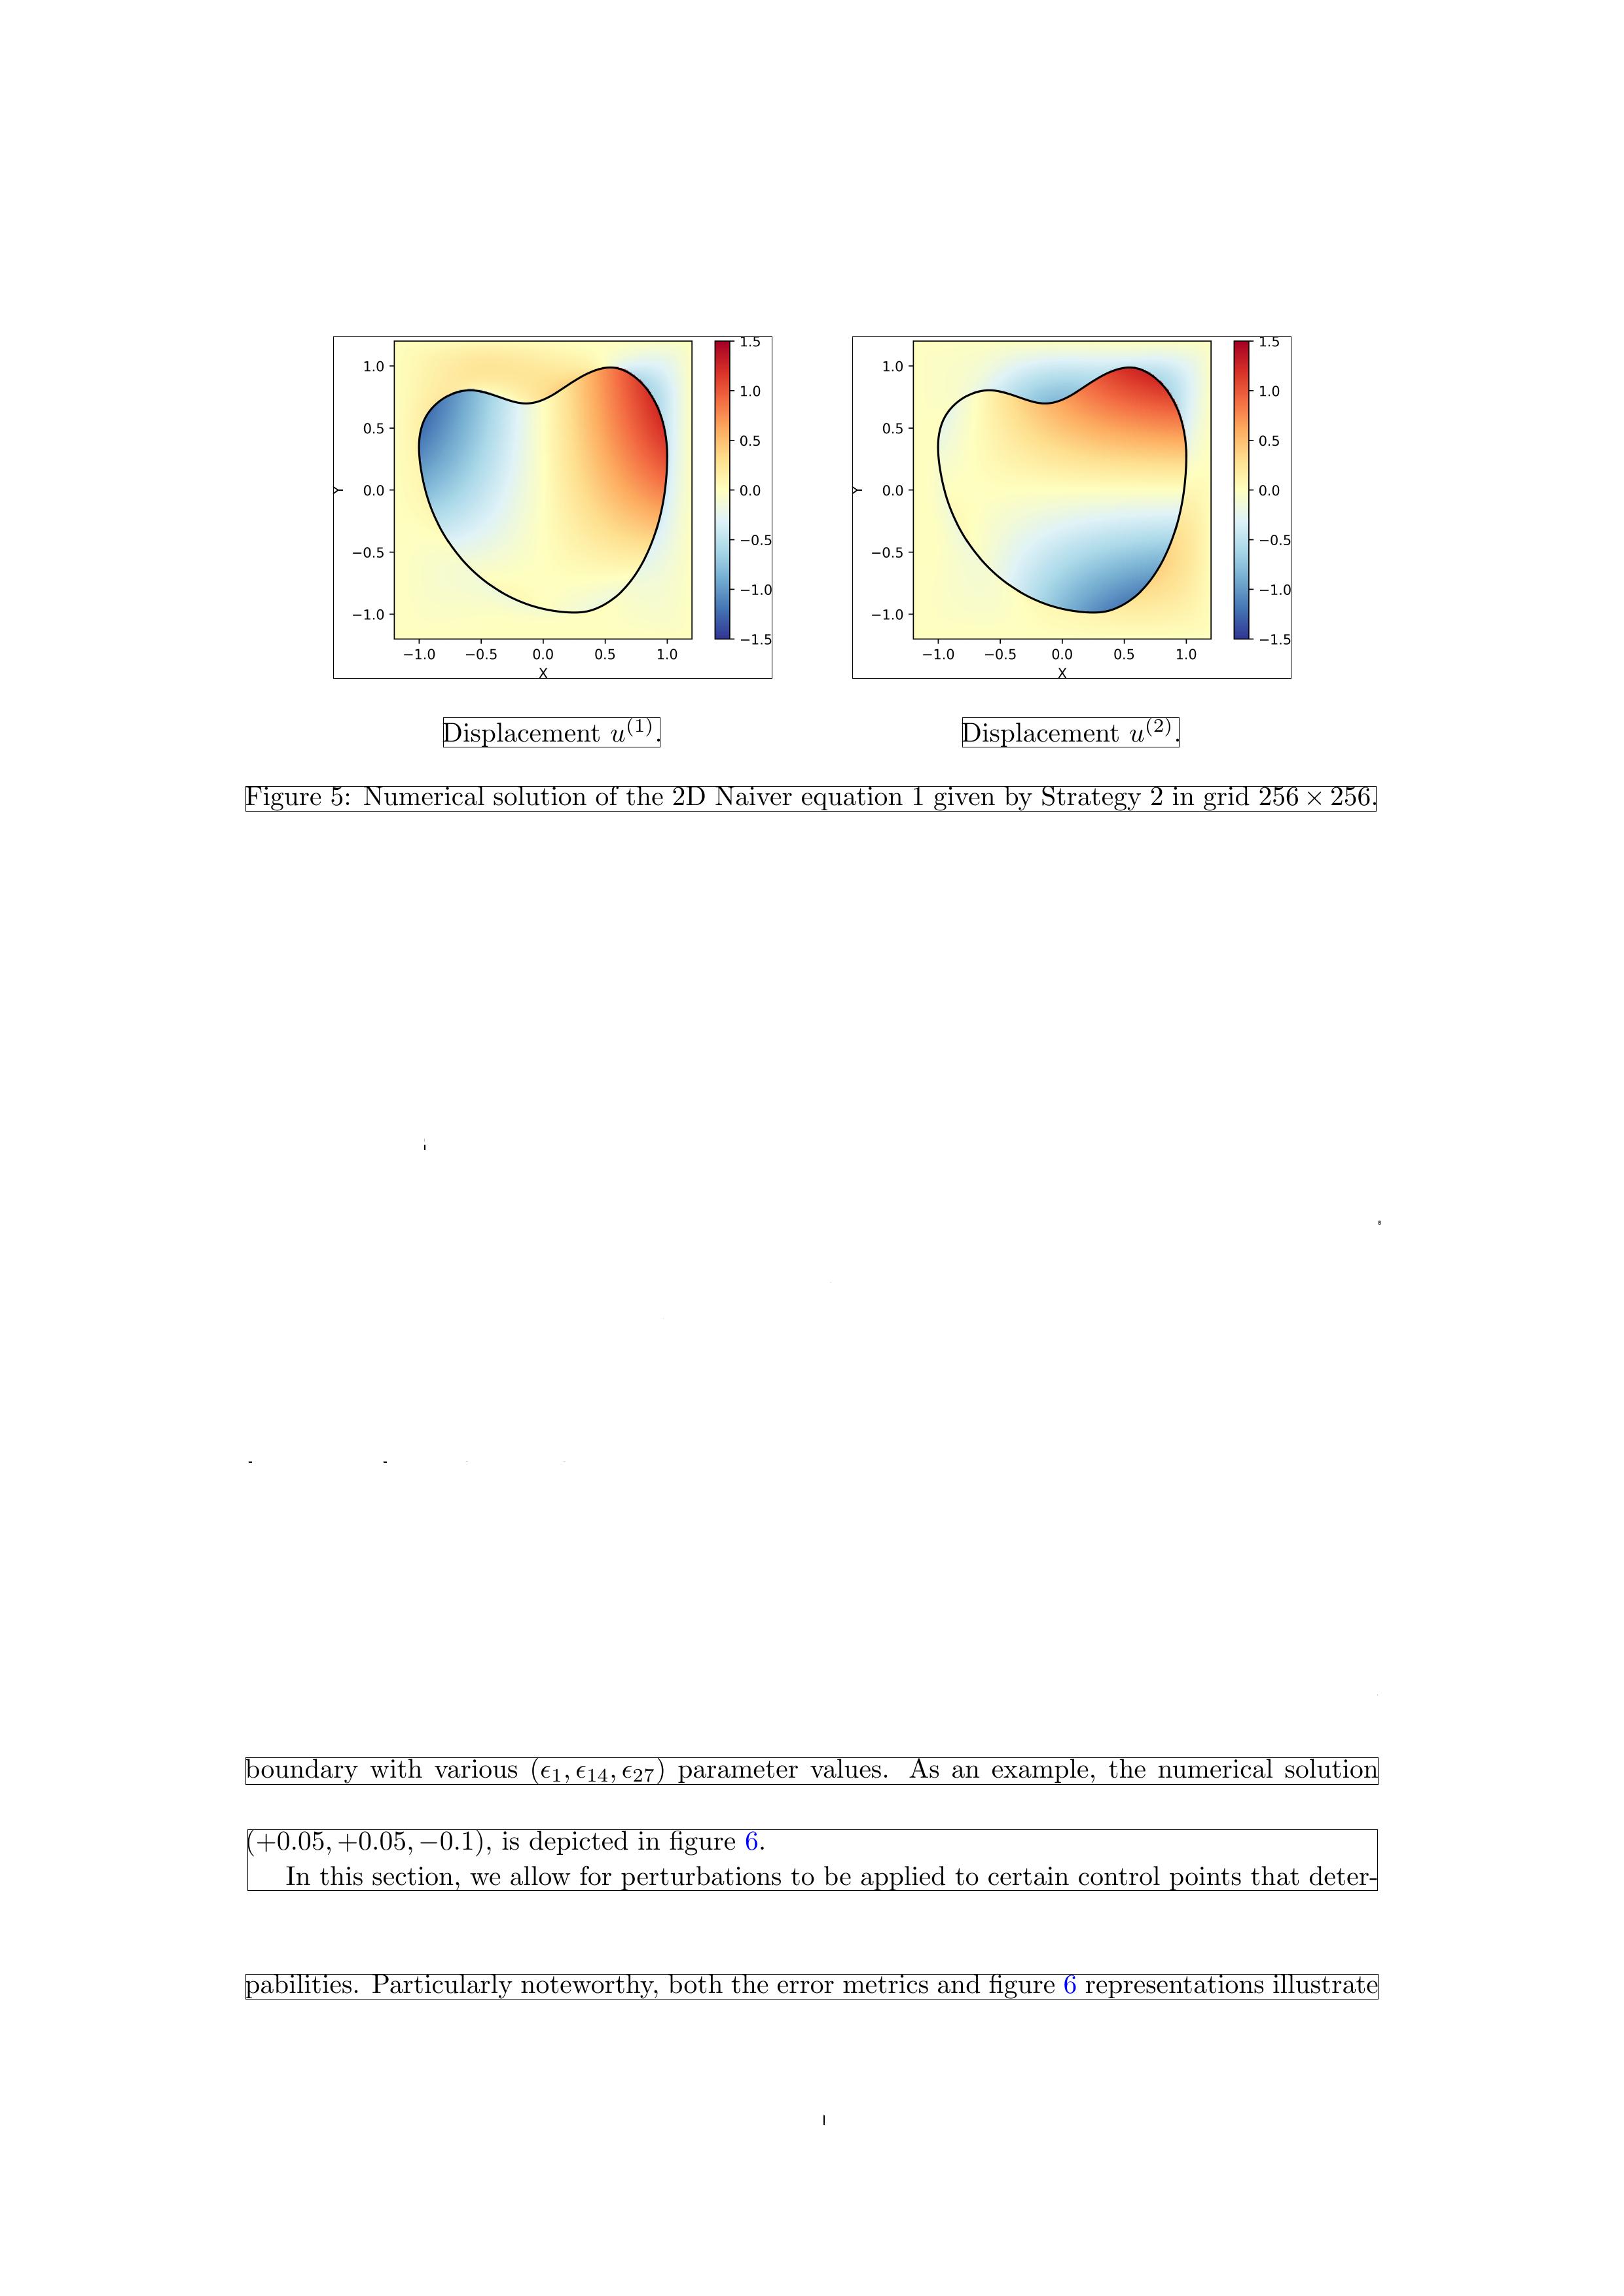 1.5
1.0
0.5
0.0
−0.5
−1.0
−1.5
1.0
0.5
0.0
−0.5
−1.0
Y
−1.0 −0.5 0.0 0.5 1.0
X
1.5
1.0
0.5
0.0
−0.5
−1.0
−1.5
1.0
0.5
0.0
−0.5
−1.0
Y
−1.0 −0.5 0.0 0.5 1.0
X
Displacement u⁽¹⁾. Displacement u⁽²⁾.
Figure 5: Numerical solution of the 2D Naiver equation 1 given by Strategy 2 in grid 256 × 256.
boundary with various (ϵ₁, ϵ₁₄, ϵ₂₇) parameter values. As an example, the numerical solution
(+0.05, +0.05, −0.1), is depicted in figure 6.
In this section, we allow for perturbations to be applied to certain control points that deter-
pabilities. Particularly noteworthy, both the error metrics and figure 6 representations illustrate